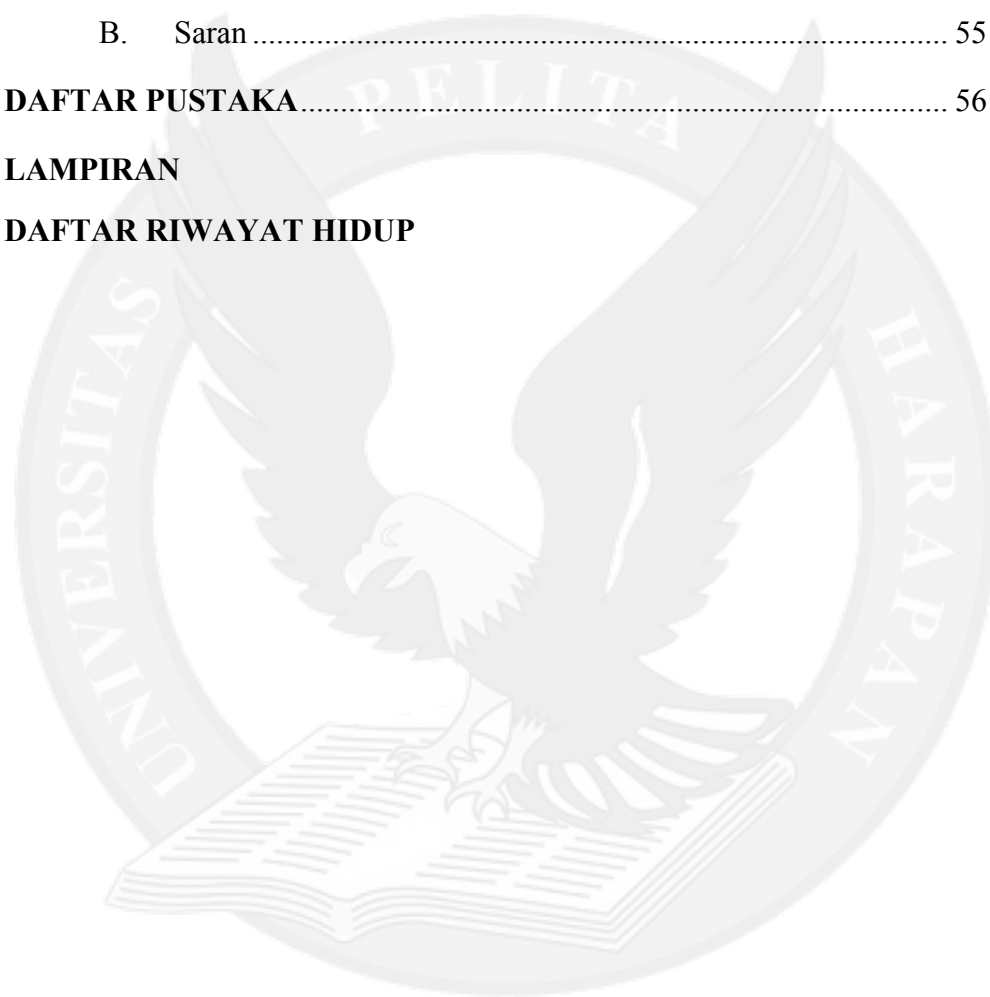 B. Saran ........................................................................... 55
DAFTAR PUSTAKA..................................................................... 56
LAMPIRAN
DAFTAR RIWAYAT HIDUP
UNIVERSITAS PELITA HARAPAN